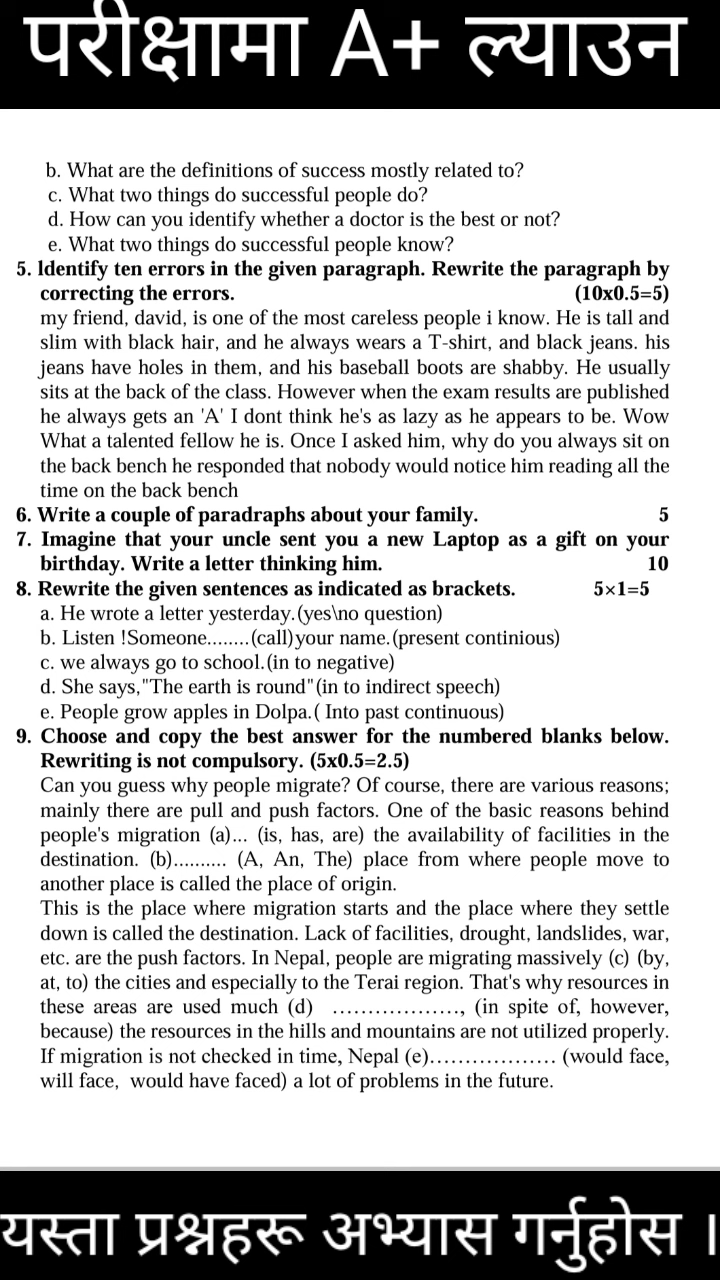 परीक्षामा A+ ल्याउन
b. What are the definitions of success mostly related to?
c. What two things do successful people do?
d. How can you identify whether a doctor is the best or not?
e. What two things do successful people know?
5. Identify ten errors in the given paragraph. Rewrite the paragraph by
correcting the errors. (10x0.5=5)
my friend, david, is one of the most careless people i know. He is tall and
slim with black hair, and he always wears a T-shirt, and black jeans. his
jeans have holes in them, and his baseball boots are shabby. He usually
sits at the back of the class. However when the exam results are published
he always gets an 'A' I dont think he's as lazy as he appears to be. Wow
What a talented fellow he is. Once I asked him, why do you always sit on
the back bench he responded that nobody would notice him reading all the
time on the back bench
6. Write a couple of paradraphs about your family. 5
7. Imagine that your uncle sent you a new Laptop as a gift on your
birthday. Write a letter thinking him. 10
8. Rewrite the given sentences as indicated as brackets. 5×1=5
a. He wrote a letter yesterday.(yes\no question)
b. Listen !Someone........(call)your name.(present continious)
c. we always go to school.(in to negative)
d. She says,"The earth is round"(in to indirect speech)
e. People grow apples in Dolpa.( Into past continuous)
9. Choose and copy the best answer for the numbered blanks below.
Rewriting is not compulsory. (5x0.5=2.5)
Can you guess why people migrate? Of course, there are various reasons;
mainly there are pull and push factors. One of the basic reasons behind
people's migration (a)... (is, has, are) the availability of facilities in the
destination. (b).......... (A, An, The) place from where people move to
another place is called the place of origin.
This is the place where migration starts and the place where they settle
down is called the destination. Lack of facilities, drought, landslides, war,
etc. are the push factors. In Nepal, people are migrating massively (c) (by,
at, to) the cities and especially to the Terai region. That's why resources in
these areas are used much (d) .................., (in spite of, however,
because) the resources in the hills and mountains are not utilized properly.
If migration is not checked in time, Nepal (e).................. (would face,
will face, would have faced) a lot of problems in the future.
यस्ता प्रश्नहरू अभ्यास गर्नुहोस ।